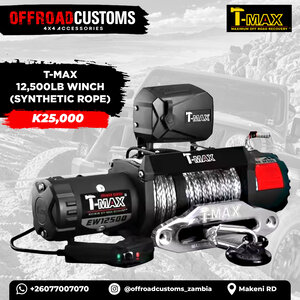 OFFROADCUSTOMS
4X4 ACCESSORIES
T-MAX
MAXIMUM OFF ROAD RECOVERY
T-MAX
12,500LB WINCH
(SYNTHETIC ROPE)
K25,000
T-MAX
T-MAX
T-MAX
EW12500
T-MAX
+26077007070
@offroadcustoms_zambia
Makeni RD